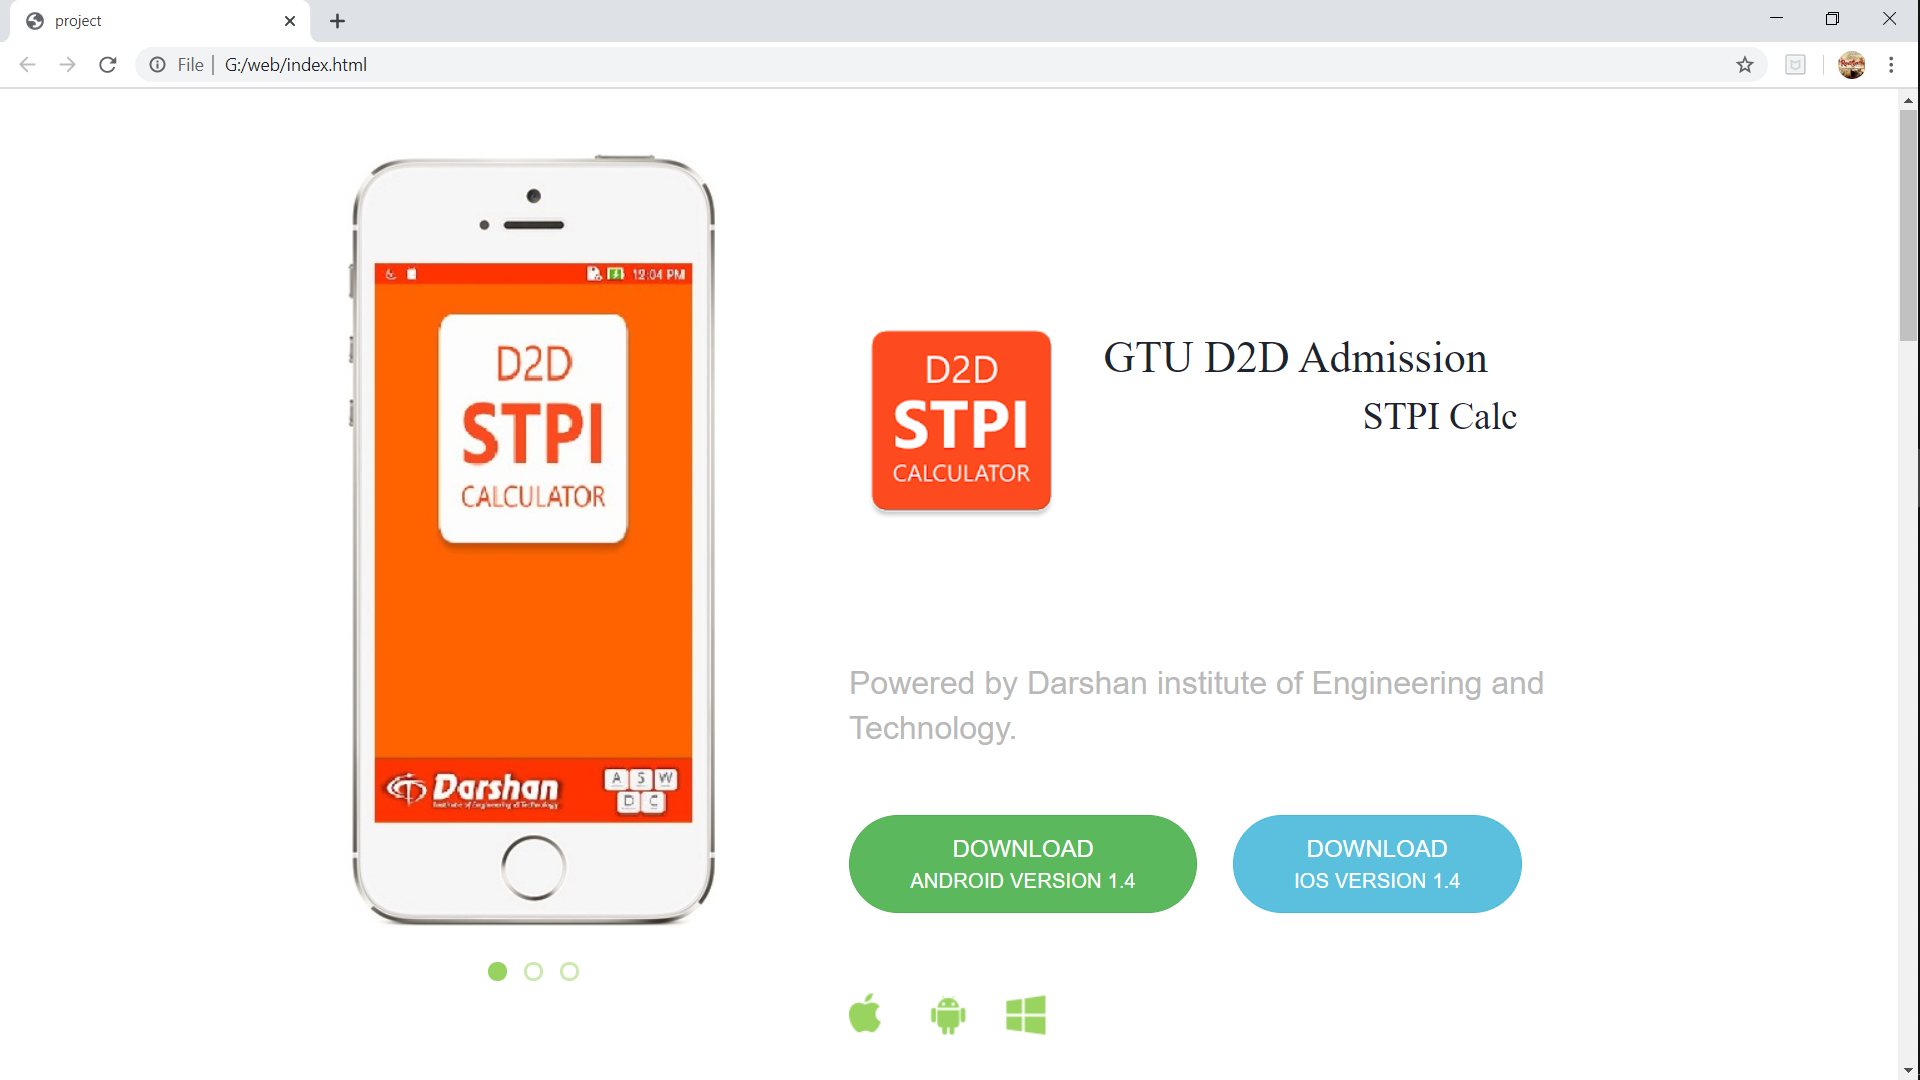 project
File
G:/web/index.html
12:04 PM
D2D
STPI
CALCULATOR
Darshan
Institute of Engineering & Technology
A S W
D C
D2D
STPI
CALCULATOR
GTU D2D Admission
STPI Calc
Powered by Darshan institute of Engineering and
Technology.
DOWNLOAD
ANDROID VERSION 1.4
DOWNLOAD
IOS VERSION 1.4